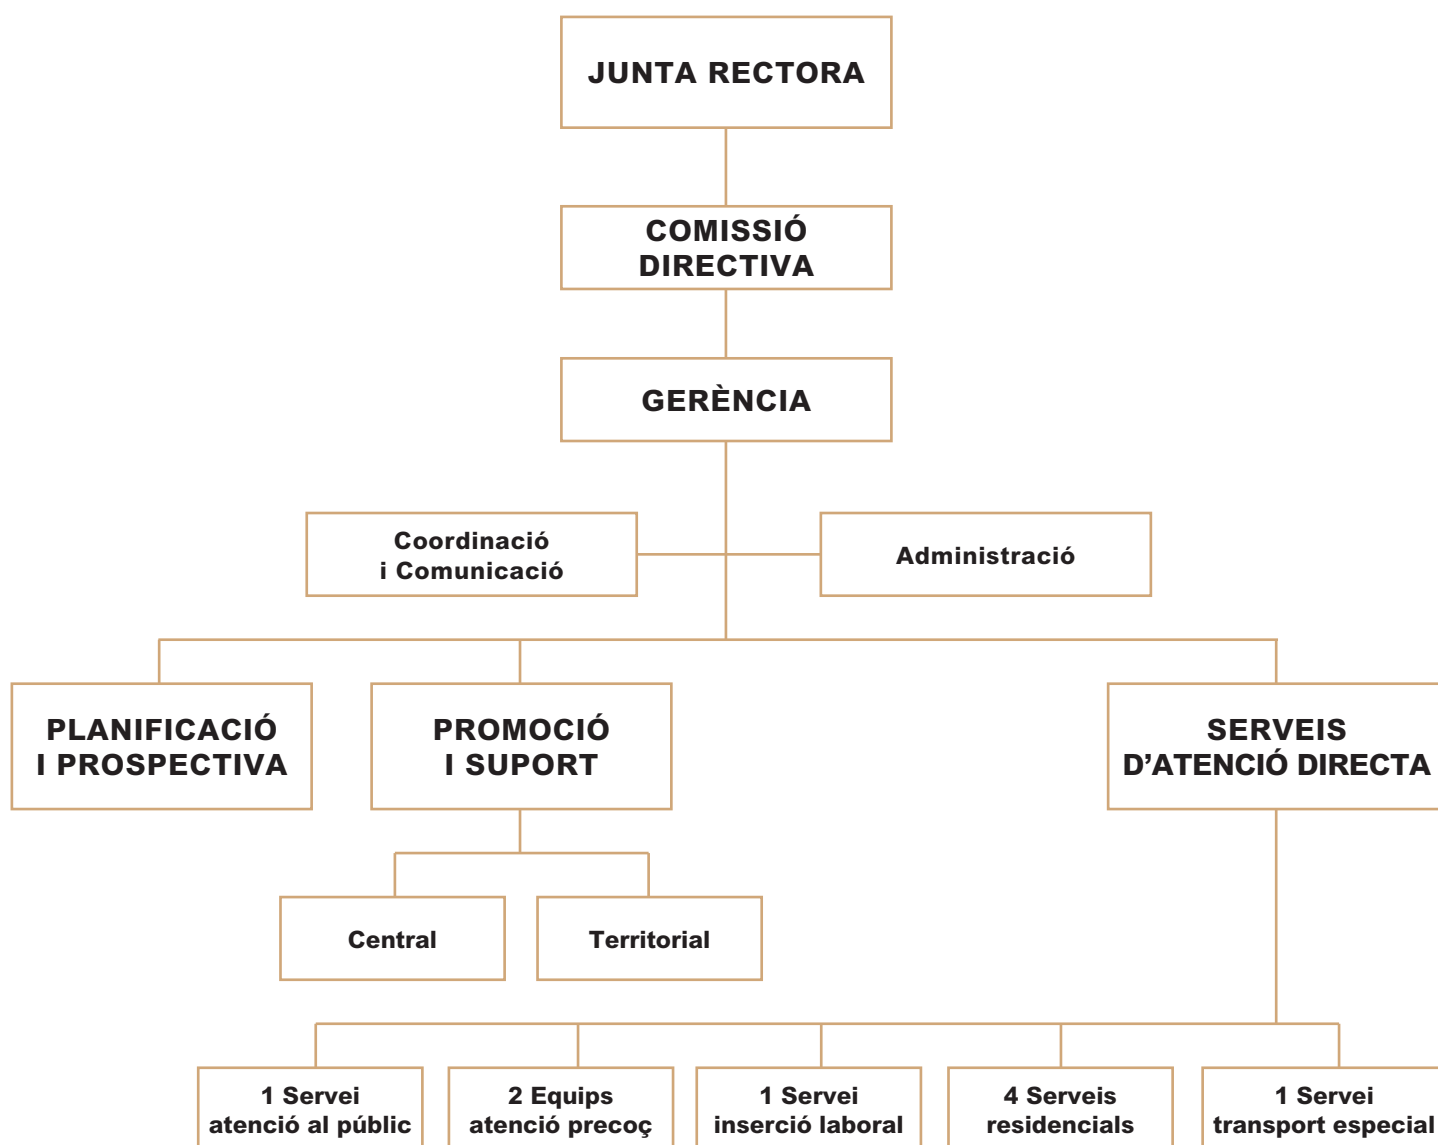 JUNTA RECTORA
COMISSIÓ
DIRECTIVA
GERÈNCIA
Coordinació
i Comunicació
Administració
PLANIFICACIÓ
I PROSPECTIVA
PROMOCIÓ
I SUPORT
SERVEIS
D’ATENCIÓ DIRECTA
Central
Territorial
1 Servei
atenció al públic
2 Equips
atenció precoç
1 Servei
inserció laboral
4 Serveis
residencials
1 Servei
transport especial